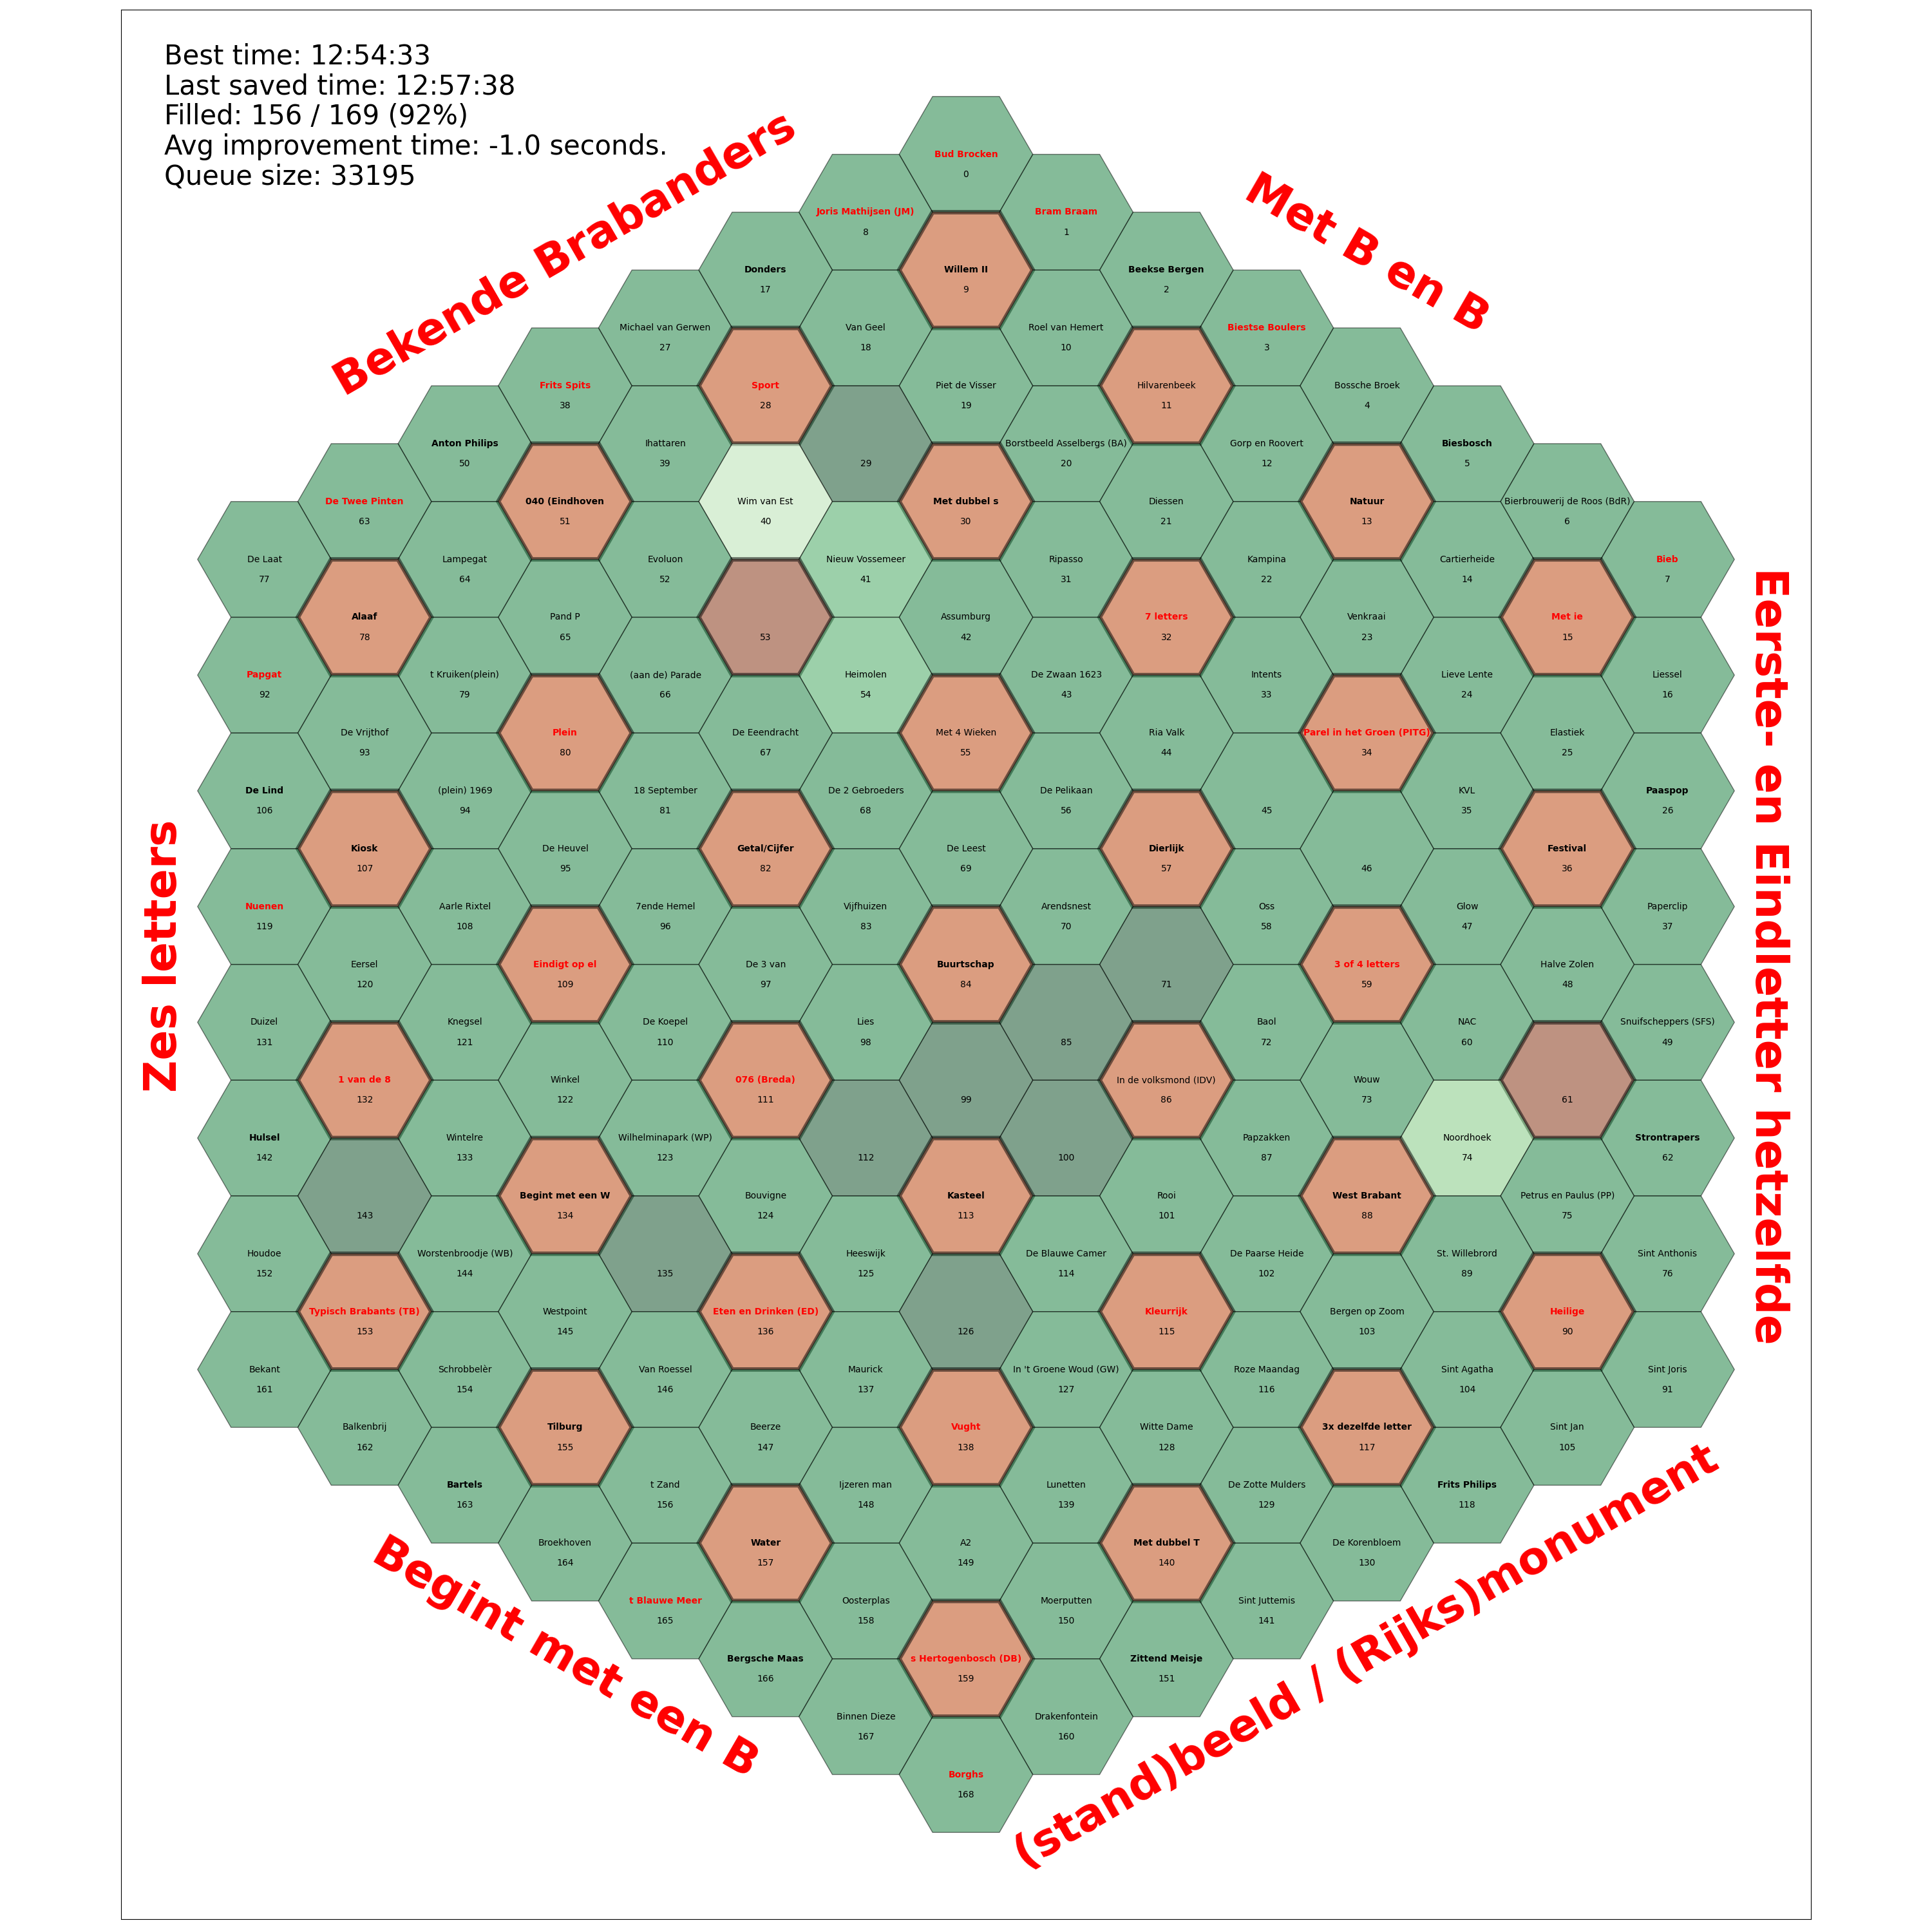 Best time: 12:54:33
Last saved time: 12:57:38
Filled: 156 / 169 (92%)
Avg improvement time: -1.0 seconds.
Queue size: 33195
Bekende Brabanders
Met B en B
Eerste- en Eindletter hetzelfde
(stand)beeld / (Rijks)monument
Begint met een B
Zes letters
Bud Brocken
0
Bram Braam
1
Beekse Bergen
2
Biestse Boulers
3
Bossche Broek
4
Biesbosch
5
Bierbrouwerij de Roos (BdR)
6
Bieb
7
Joris Mathijsen (JM)
8
Willem II
9
Roel van Hemert
10
Hilvarenbeek
11
Gorp en Roovert
12
Natuur
13
Cartierheide
14
Met ie
15
Liessel
16
Donders
17
Van Geel
18
Piet de Visser
19
Borstbeeld Asselbergs (BA)
20
Diessen
21
Kampina
22
Venkraai
23
Lieve Lente
24
Elastiek
25
Paaspop
26
Michael van Gerwen
27
Sport
28
29
Met dubbel s
30
Ripasso
31
7 letters
32
Intents
33
Parel in het Groen (PITG)
34
KVL
35
Festival
36
Paperclip
37
Frits Spits
38
Ihattaren
39
Wim van Est
40
Nieuw Vossemeer
41
Assumburg
42
De Zwaan 1623
43
Ria Valk
44
45
46
Glow
47
Halve Zolen
48
Snuifscheppers (SFS)
49
Anton Philips
50
040 (Eindhoven
51
Evoluon
52
53
Heimolen
54
Met 4 Wieken
55
De Pelikaan
56
Dierlijk
57
Oss
58
3 of 4 letters
59
NAC
60
61
Strontrapers
62
De Twee Pinten
63
Lampegat
64
Pand P
65
(aan de) Parade
66
De Eeendracht
67
De 2 Gebroeders
68
De Leest
69
Arendsnest
70
71
Baol
72
Wouw
73
Noordhoek
74
Petrus en Paulus (PP)
75
Sint Anthonis
76
De Laat
77
Alaaf
78
t Kruiken(plein)
79
Plein
80
18 September
81
Getal/Cijfer
82
Vijfhuizen
83
Buurtschap
84
85
In de volksmond (IDV)
86
Papzakken
87
West Brabant
88
St. Willebrord
89
Heilige
90
Sint Joris
91
Papgat
92
De Vrijthof
93
(plein) 1969
94
De Heuvel
95
7ende Hemel
96
De 3 van
97
Lies
98
99
100
Rooi
101
De Paarse Heide
102
Bergen op Zoom
103
Sint Agatha
104
Sint Jan
105
De Lind
106
Kiosk
107
Aarle Rixtel
108
Eindigt op el
109
De Koepel
110
076 (Breda)
111
112
Kasteel
113
De Blauwe Camer
114
Kleurrijk
115
Roze Maandag
116
3x dezelfde letter
117
Frits Philips
118
Nuenen
119
Eersel
120
Knegsel
121
Winkel
122
Wilhelminapark (WP)
123
Bouvigne
124
Heeswijk
125
126
In 't Groene Woud (GW)
127
Witte Dame
128
De Zotte Mulders
129
De Korenbloem
130
Duizel
131
1 van de 8
132
Wintelre
133
Begint met een W
134
135
Eten en Drinken (ED)
136
Maurick
137
Vught
138
Lunetten
139
Met dubbel T
140
Sint Juttemis
141
Hulsel
142
143
Worstenbroodje (WB)
144
Westpoint
145
Van Roessel
146
Beerze
147
Ijzeren man
148
A2
149
Moerputten
150
Zittend Meisje
151
Houdoe
152
Typisch Brabants (TB)
153
Schrobbelèr
154
Tilburg
155
t Zand
156
Water
157
Oosterplas
158
s Hertogenbosch (DB)
159
Drakenfontein
160
Bekant
161
Balkenbrij
162
Bartels
163
Broekhoven
164
t Blauwe Meer
165
Bergsche Maas
166
Binnen Dieze
167
Borghs
168